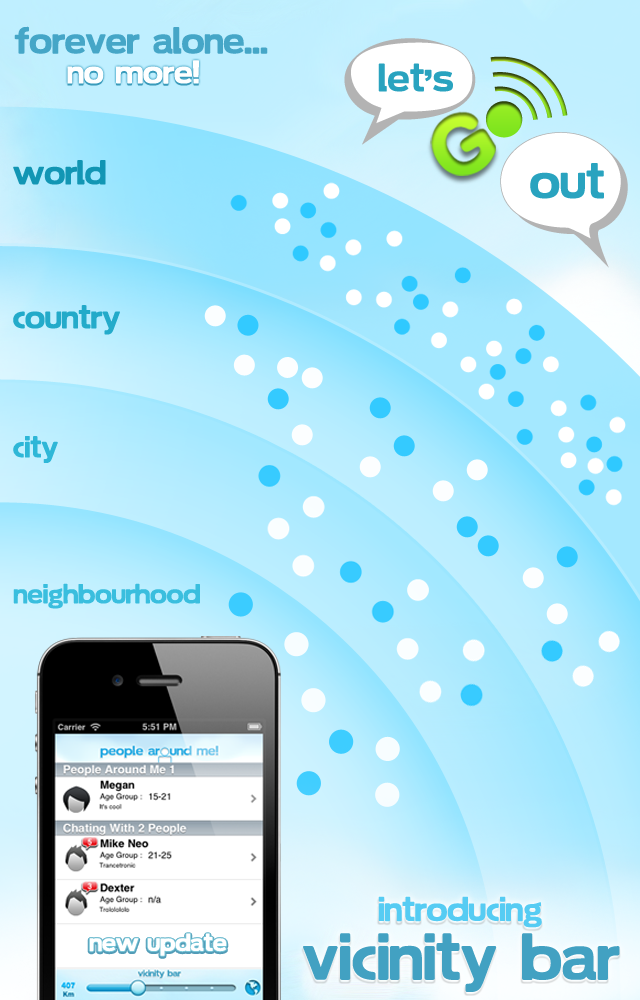 forever alone...
no more!
let's
GO
out
world
country
city
neighbourhood
Carrier 5:51 PM
people around me!
People Around Me 1
Megan
Age Group : 15-21
It's cool
Chating With 2 People
Mike Neo
Age Group : 21-25
Trancetronic
Dexter
Age Group : n/a
Trolololololo
new update
vicinity bar
407
Km
introducing
vicinity bar